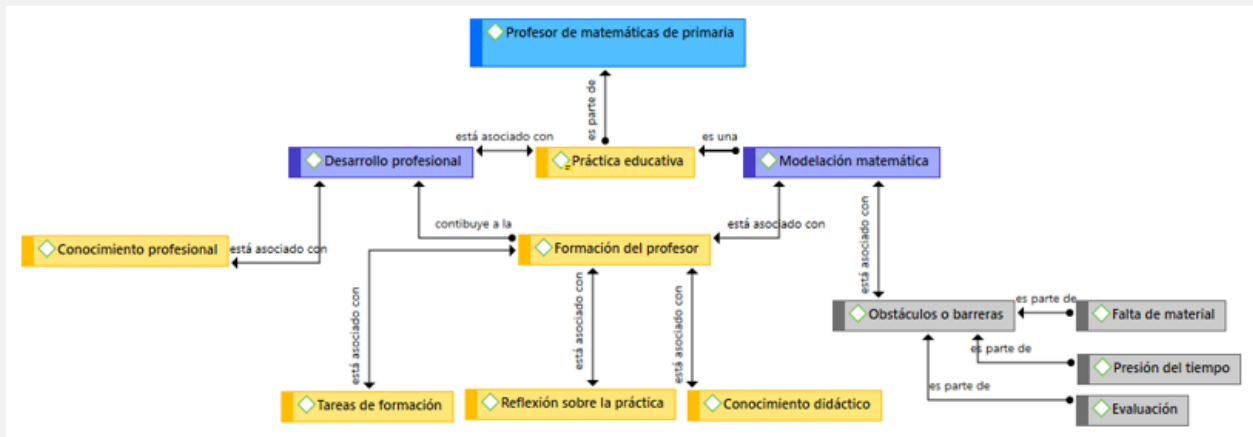 Profesor de matemáticas de primaria
es parte de
está asociado con
es una
Desarrollo profesional
Práctica educativa
Modelación matemática
contibuye a la
está asociado con
está asociado con
Conocimiento profesional
está asociado con
Formación del profesor
está asociado con
está asociado con
está asociado con
es parte de
Obstáculos o barreras
Falta de material
es parte de
Presión del tiempo
es parte de
Tareas de formación
Reflexión sobre la práctica
Conocimiento didáctico
Evaluación